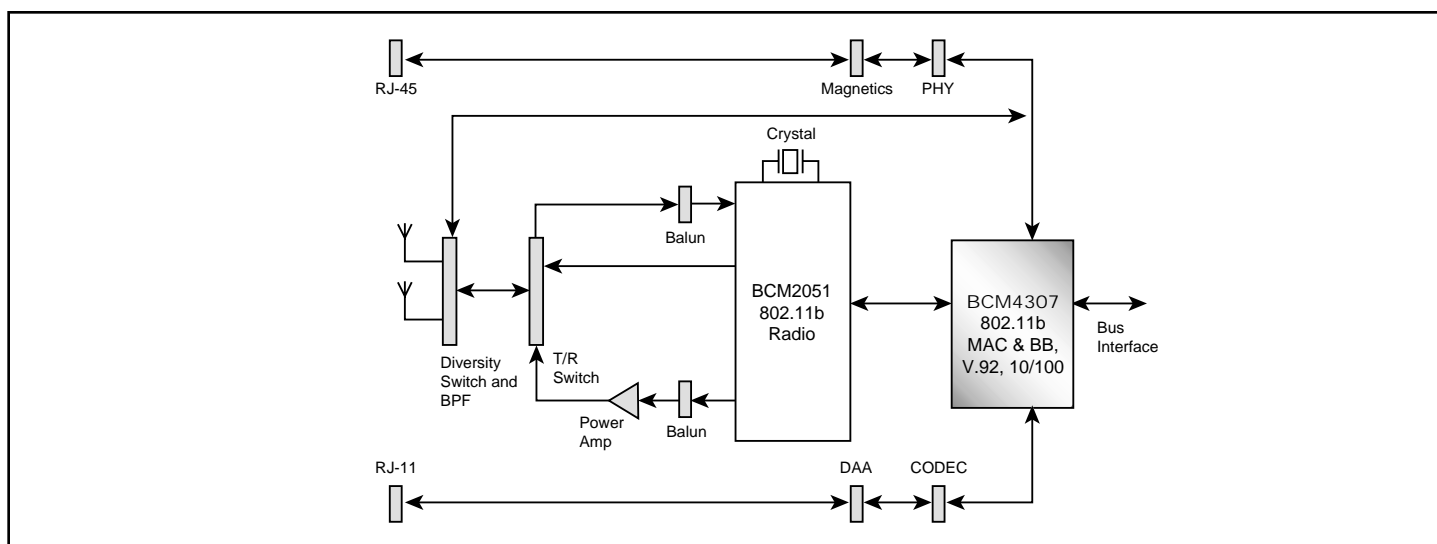 RJ-45
Magnetics
PHY
Crystal
Balun
BCM2051
802.11b
Radio
BCM4307
802.11b
MAC & BB,
V.92, 10/100
Bus
Interface
Diversity
Switch and
BPF
T/R
Switch
Power
Amp
Balun
RJ-11
DAA
CODEC